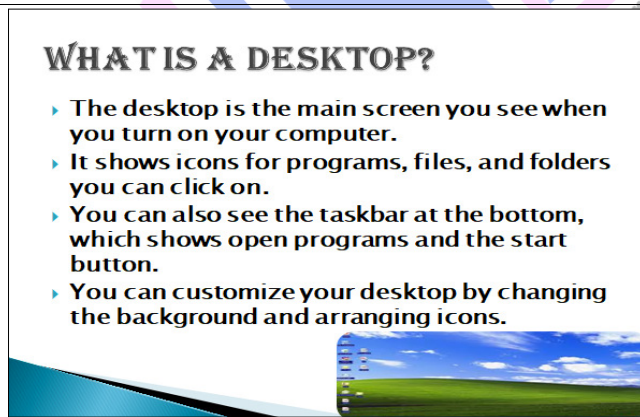 WHAT IS A DESKTOP?
The desktop is the main screen you see when
you turn on your computer.
It shows icons for programs, files, and folders
you can click on.
You can also see the taskbar at the bottom,
which shows open programs and the start
button.
You can customize your desktop by changing
the background and arranging icons.